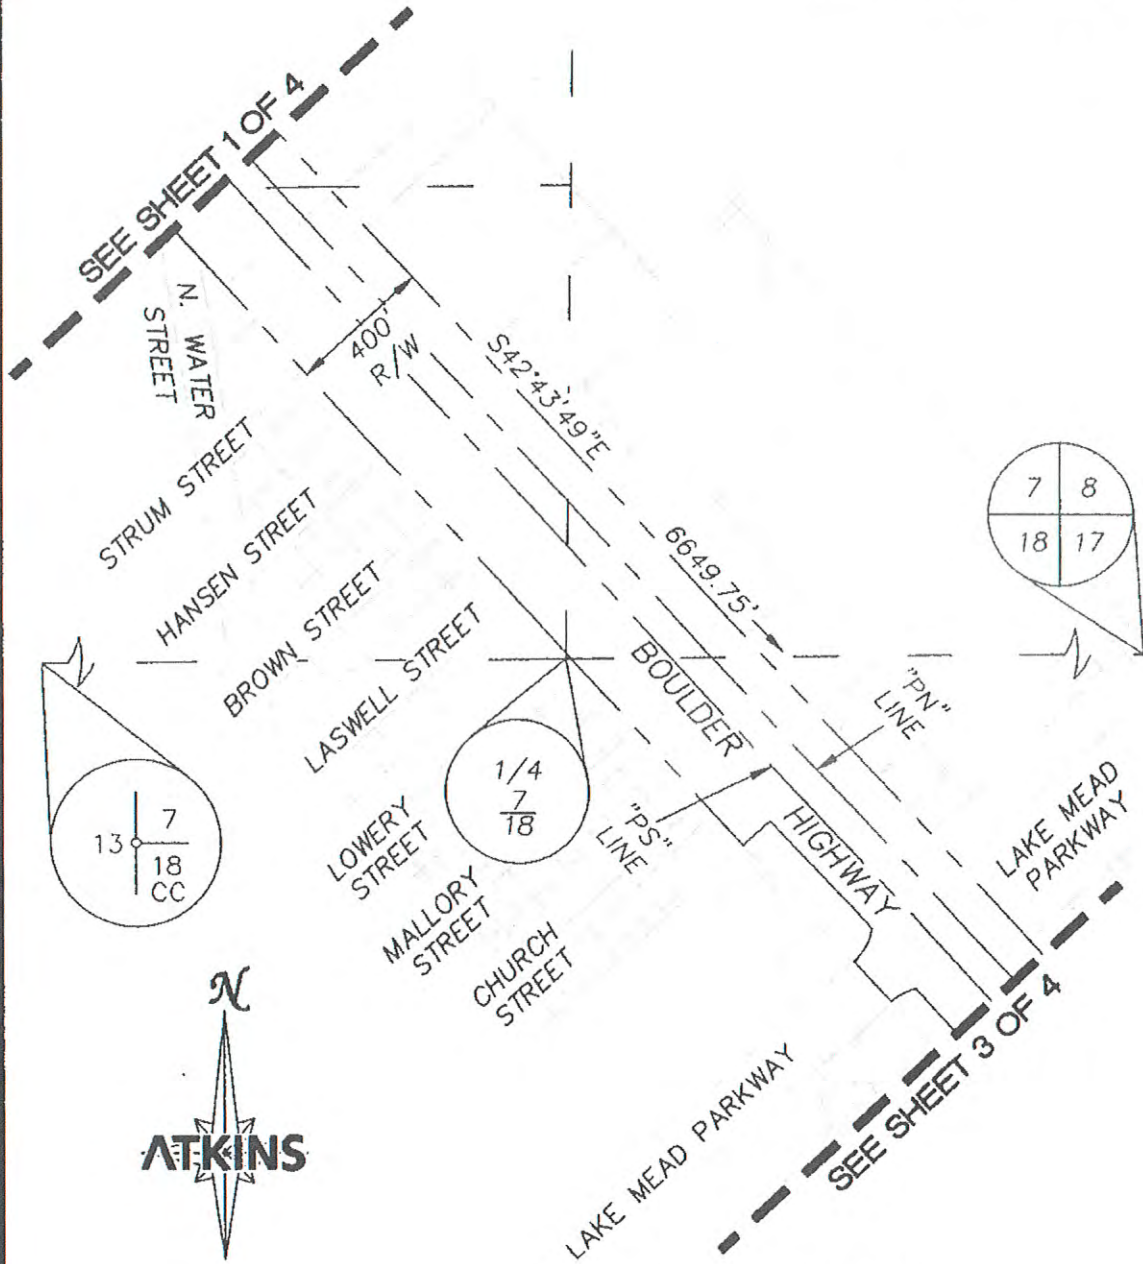 SEE SHEET 1 OF 4
N. WATER
STREET
400'
R/W
S42°43'49"E
STRUM STREET
HANSEN STREET
BROWN STREET
LASWELL STREET
6649.75'
7 8
18 17
BOULDER
HIGHWAY
"PN"
LINE
"PS"
LINE
1/4
7
18
13 7
18
CC
LOWERY
STREET
MALLORY
STREET
CHURCH
STREET
LAKE MEAD
PARKWAY
LAKE MEAD PARKWAY
SEE SHEET 3 OF 4
N
ATKINS